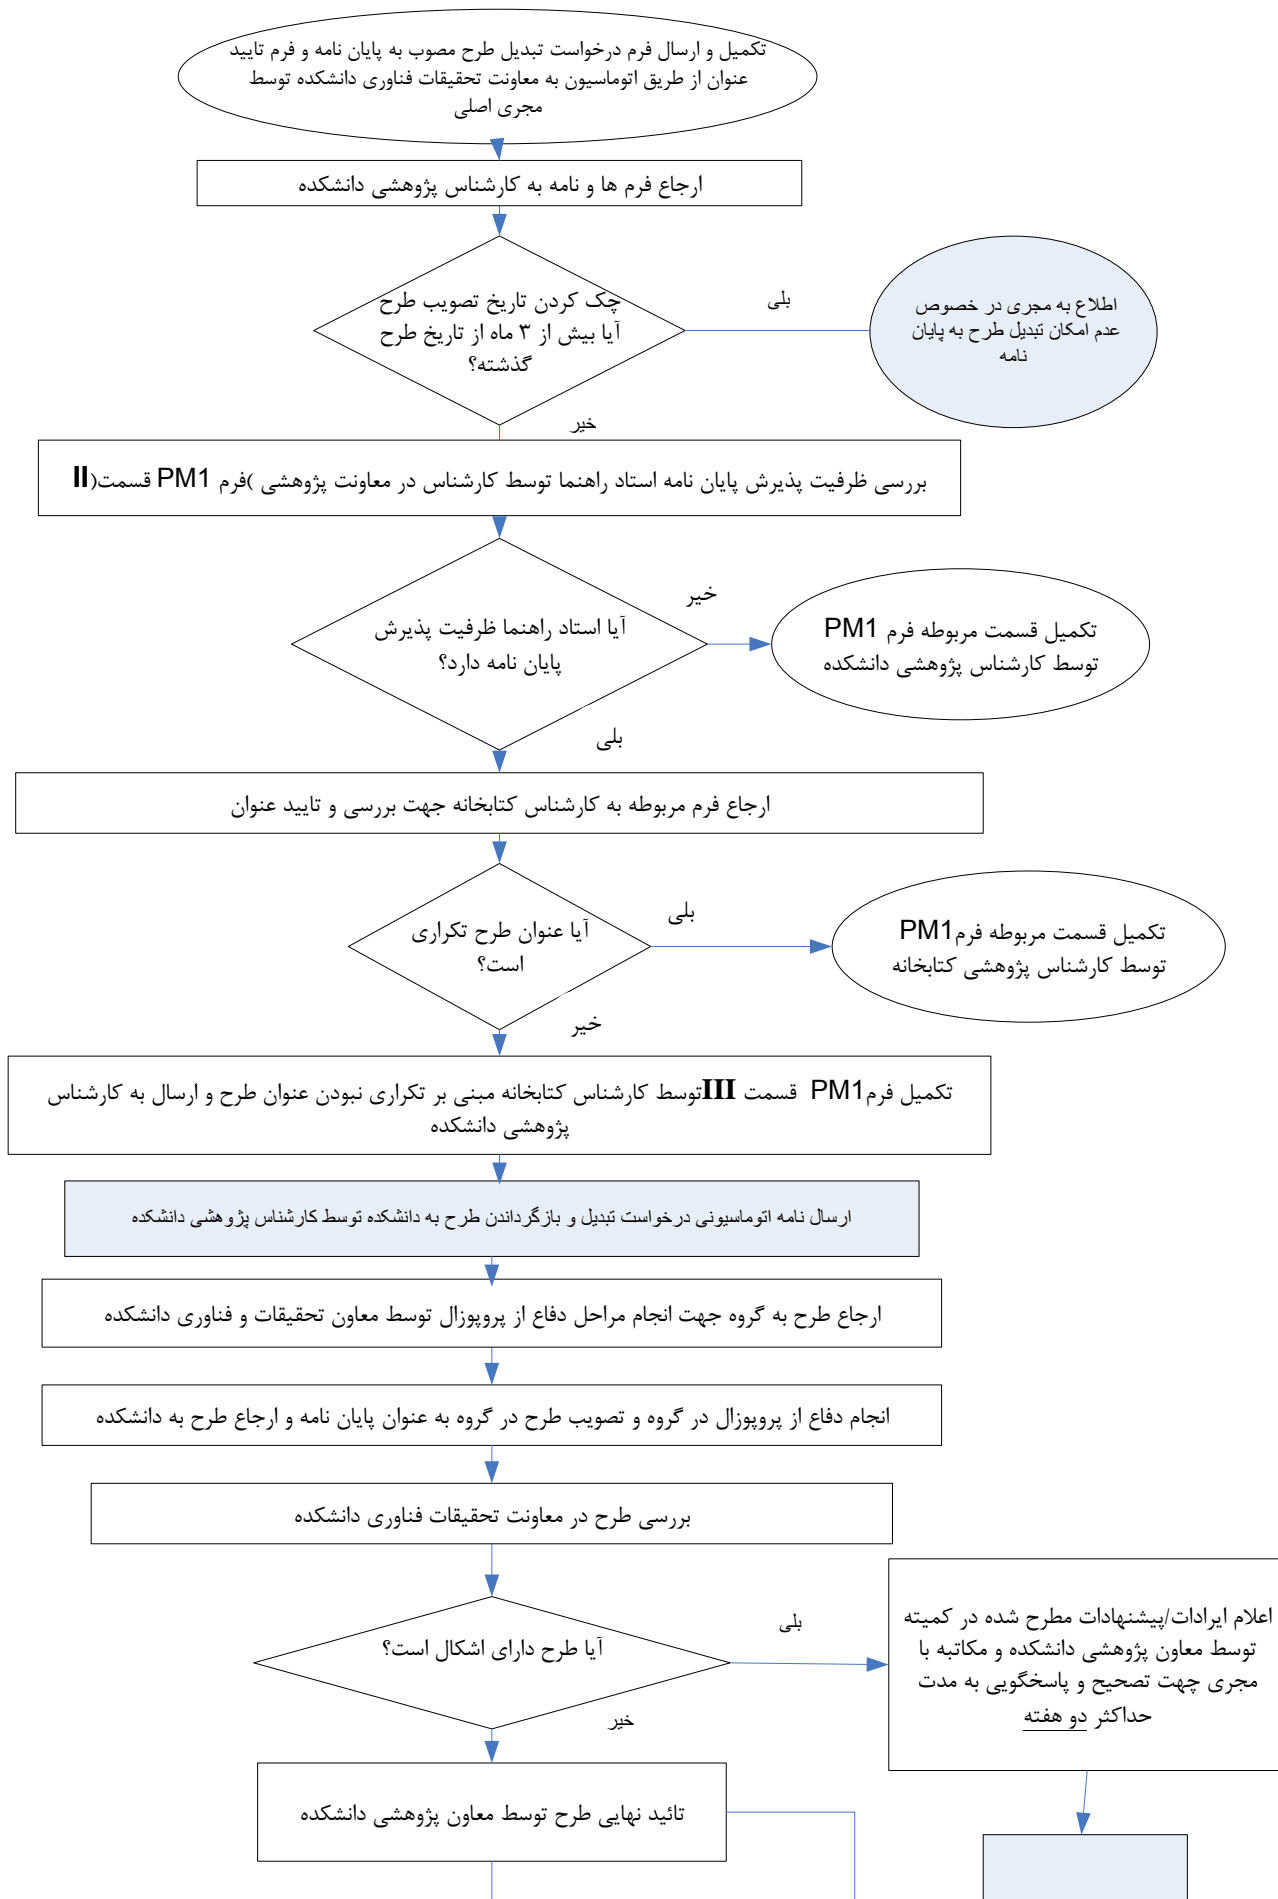 تکمیل و ارسال فرم درخواست تبدیل طرح مصوب به پایان نامه و فرم تایید
عنوان از طریق اتوماسیون به معاونت تحقیقات فناوری دانشکده توسط
مجری اصلی
ارجاع فرم ها و نامه به کارشناس پژوهشی دانشکده
چک کردن تاریخ تصویب طرح
آیا بیش از ۳ ماه از تاریخ طرح
گذشته؟
بلی
اطلاع به مجری در خصوص
عدم امکان تبدیل طرح به پایان
نامه
خیر
بررسی ظرفیت پذیرش پایان نامه استاد راهنما توسط کارشناس در معاونت پژوهشی )فرم PM1 قسمت(II
آیا استاد راهنما ظرفیت پذیرش
پایان نامه دارد؟
خیر
تکمیل قسمت مربوطه فرم PM1
توسط کارشناس پژوهشی دانشکده
بلی
ارجاع فرم مربوطه به کارشناس کتابخانه جهت بررسی و تایید عنوان
آیا عنوان طرح تکراری
است؟
بلی
تکمیل قسمت مربوطه فرمPM1
توسط کارشناس پژوهشی کتابخانه
خیر
تکمیل فرمPM1 قسمت IIIتوسط کارشناس کتابخانه مبنی بر تکراری نبودن عنوان طرح و ارسال به کارشناس
پژوهشی دانشکده
ارسال نامه اتوماسیونی درخواست تبدیل و بازگرداندن طرح به دانشکده توسط کارشناس پژوهشی دانشکده
ارجاع طرح به گروه جهت انجام مراحل دفاع از پروپوزال توسط معاون تحقیقات و فناوری دانشکده
انجام دفاع از پروپوزال در گروه و تصویب طرح در گروه به عنوان پایان نامه و ارجاع طرح به دانشکده
بررسی طرح در معاونت تحقیقات فناوری دانشکده
آیا طرح دارای اشکال است؟
بلی
اعلام ایرادات/پیشنهادات مطرح شده در کمیته
توسط معاون پژوهشی دانشکده و مکاتبه با
مجری چهت تصحیح و پاسخگویی به مدت
حداکثر دو هفته
خیر
تائید نهایی طرح توسط معاون پژوهشی دانشکده